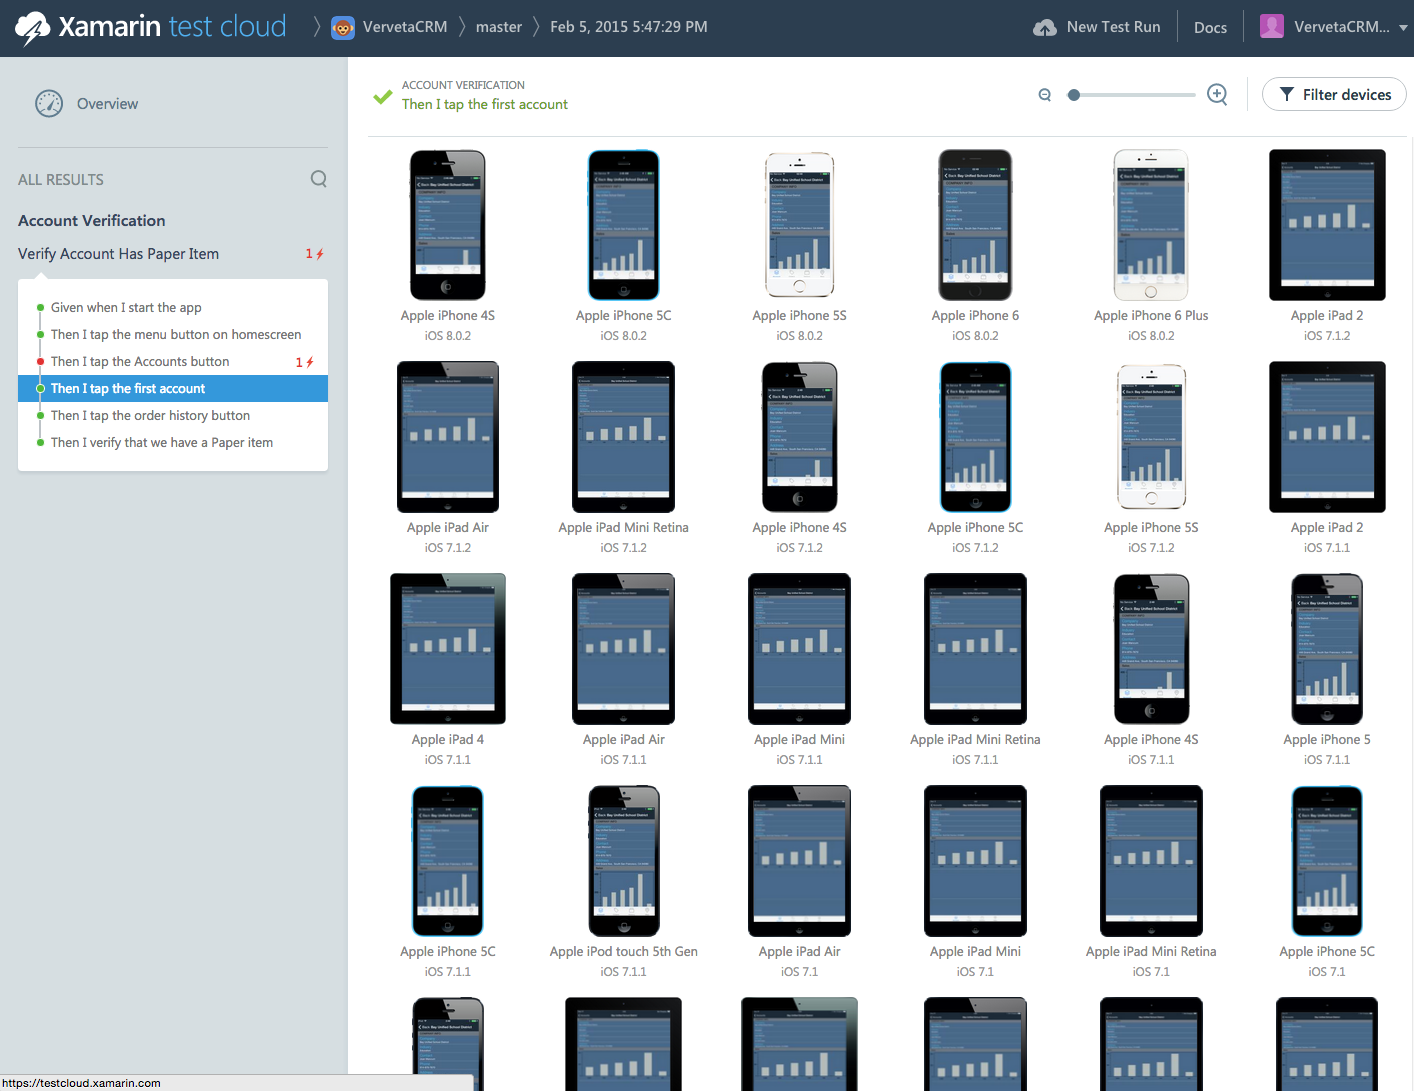 Xamarin test cloud
VervetaCRM
master
Feb 5, 2015 5:47:29 PM
New Test Run
Docs
VervetaCRM...
Overview
ALL RESULTS
Account Verification
Verify Account Has Paper Item 1
Given when I start the app
Then I tap the menu button on homescreen
Then I tap the Accounts button 1
Then I tap the first account
Then I tap the order history button
Then I verify that we have a Paper item
ACCOUNT VERIFICATION
Then I tap the first account
Filter devices
Apple iPhone 4S
iOS 8.0.2
Apple iPhone 5C
iOS 8.0.2
Apple iPhone 5S
iOS 8.0.2
Apple iPhone 6
iOS 8.0.2
Apple iPhone 6 Plus
iOS 8.0.2
Apple iPad 2
iOS 7.1.2
Apple iPad Air
iOS 7.1.2
Apple iPad Mini Retina
iOS 7.1.2
Apple iPhone 4S
iOS 7.1.2
Apple iPhone 5C
iOS 7.1.2
Apple iPhone 5S
iOS 7.1.2
Apple iPad 2
iOS 7.1.1
Apple iPad 4
iOS 7.1.1
Apple iPad Air
iOS 7.1.1
Apple iPad Mini
iOS 7.1.1
Apple iPad Mini Retina
iOS 7.1.1
Apple iPhone 4S
iOS 7.1.1
Apple iPhone 5
iOS 7.1.1
Apple iPhone 5C
iOS 7.1.1
Apple iPod touch 5th Gen
iOS 7.1.1
Apple iPad Air
iOS 7.1
Apple iPad Mini
iOS 7.1
Apple iPad Mini Retina
iOS 7.1
Apple iPhone 5C
iOS 7.1
https://testcloud.xamarin.com